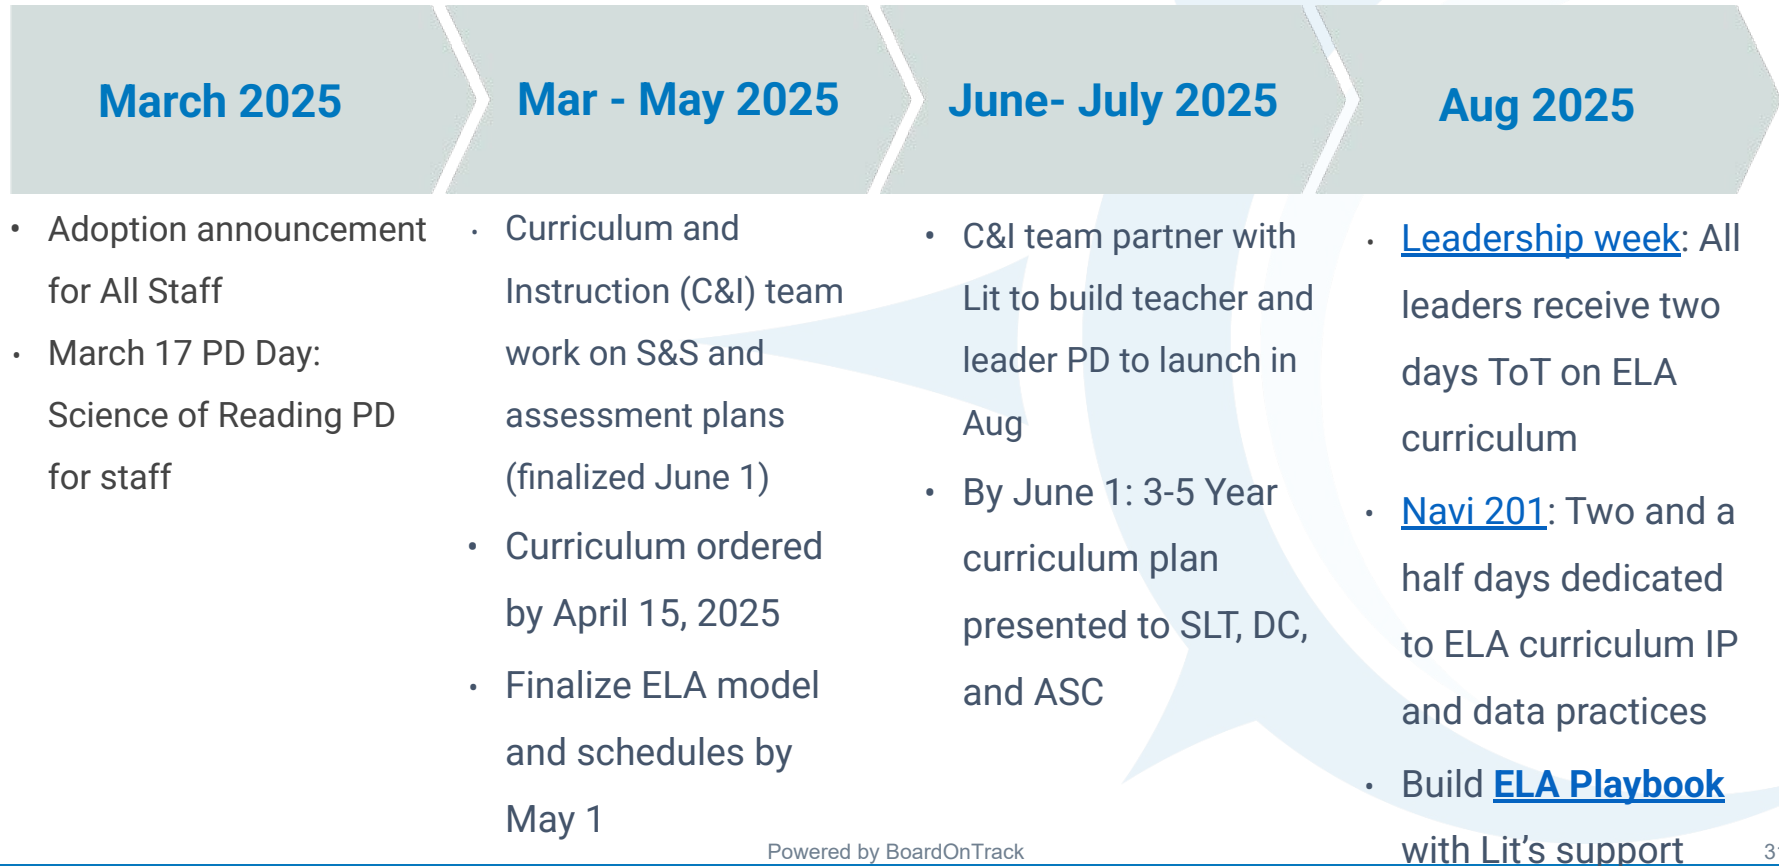 March 2025
Adoption announcement
for All Staff
March 17 PD Day:
Science of Reading PD
for staff
Mar - May 2025
Curriculum and
Instruction (C&I) team
work on S&S and
assessment plans
(finalized June 1)
Curriculum ordered
by April 15, 2025
Finalize ELA model
and schedules by
May 1
June- July 2025
C&I team partner with
Lit to build teacher and
leader PD to launch in
Aug
By June 1: 3-5 Year
curriculum plan
presented to SLT, DC,
and ASC
Aug 2025
Leadership week: All
leaders receive two
days ToT on ELA
curriculum
Navi 201: Two and a
half days dedicated
to ELA curriculum IP
and data practices
Build ELA Playbook
with Lit's support
Powered by BoardOnTrack